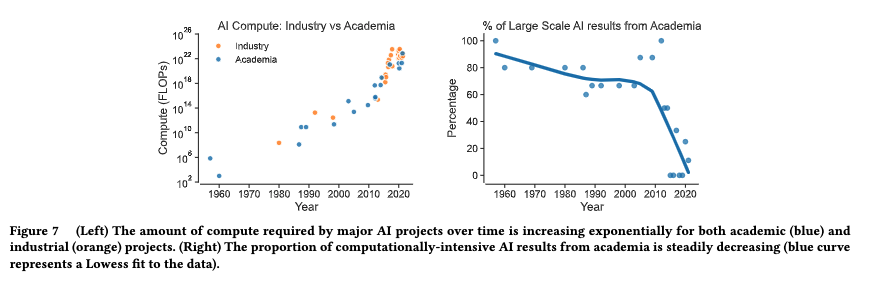 AI Compute: Industry vs Academia
Compute (FLOPs)
10^26
10^22
10^18
10^14
10^10
10^6
10^2
Industry
Academia
1960 1970 1980 1990 2000 2010 2020
Year
% of Large Scale AI results from Academia
Percentage
100
80
60
40
20
0
1960 1970 1980 1990 2000 2010 2020
Year
Figure 7 (Left) The amount of compute required by major AI projects over time is increasing exponentially for both academic (blue) and
industrial (orange) projects. (Right) The proportion of computationally-intensive AI results from academia is steadily decreasing (blue curve
represents a Lowess fit to the data).